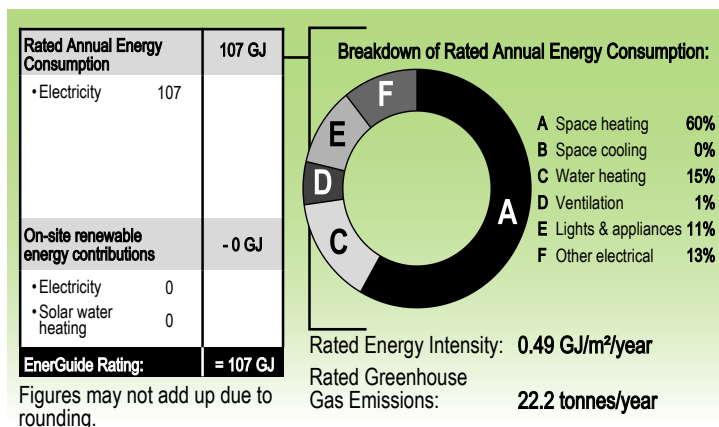 Rated Annual Energy
Consumption
107 GJ
• Electricity 107
On-site renewable
energy contributions
- 0 GJ
• Electricity 0
• Solar water
heating
0
EnerGuide Rating: = 107 GJ
Figures may not add up due to
rounding.
Breakdown of Rated Annual Energy Consumption:
F
E
D
C
A
A Space heating 60%
B Space cooling 0%
C Water heating 15%
D Ventilation 1%
E Lights & appliances 11%
F Other electrical 13%
Rated Energy Intensity: 0.49 GJ/m²/year
Rated Greenhouse
Gas Emissions: 22.2 tonnes/year